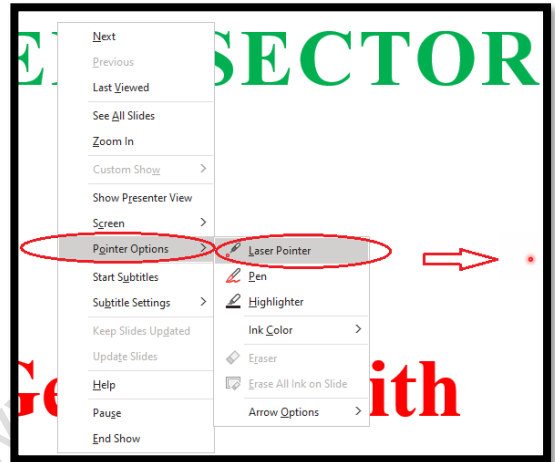 SECTOR
Next
Previous
Last Viewed
See All Slides
Zoom In
Custom Show
Show Presenter View
Screen
Pointer Options
Start Subtitles
Subtitle Settings
Keep Slides Updated
Update Slides
Help
Pause
End Show
Laser Pointer
Pen
Highlighter
Ink Color
Eraser
Erase All Ink on Slide
Arrow Options
ith